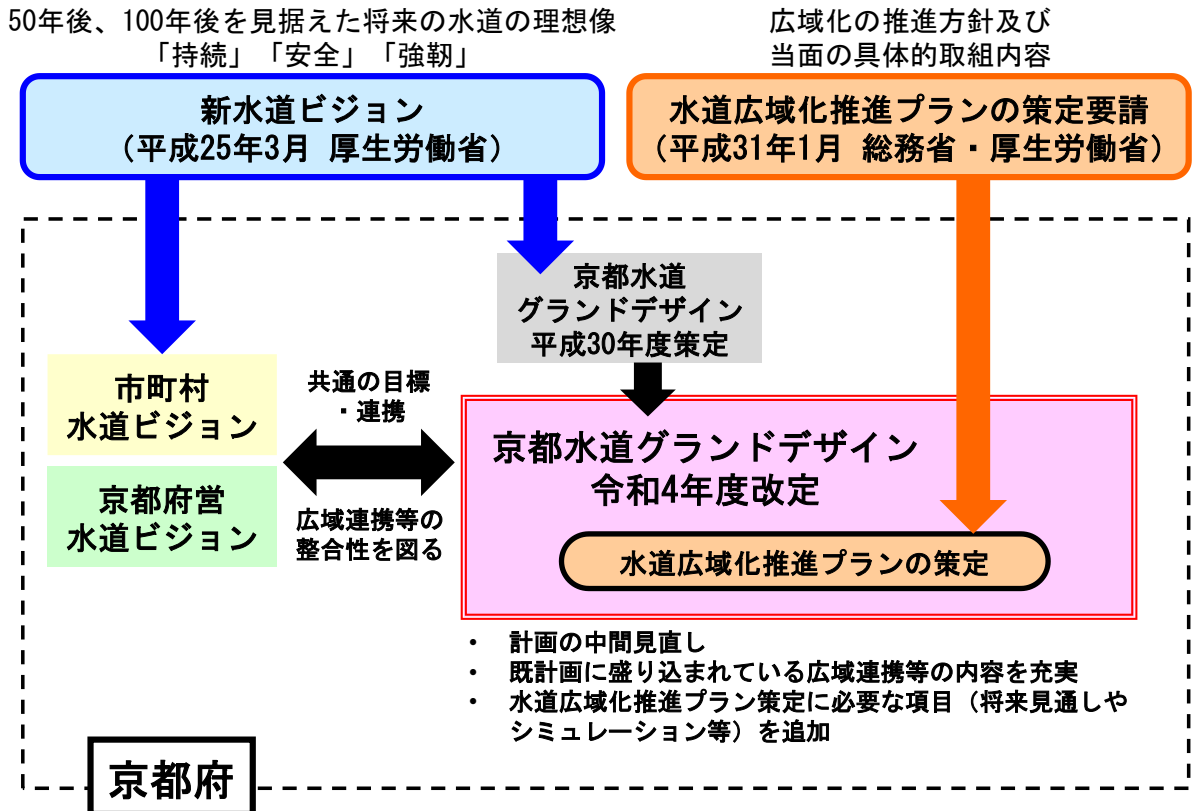 50年後、100年後を見据えた将来の水道の理想像
「持続」「安全」「強靭」
広域化の推進方針及び
当面の具体的取組内容
新水道ビジョン
（平成25年3月 厚生労働省）
水道広域化推進プランの策定要請
（平成31年1月 総務省・厚生労働省）
京都水道
グランドデザイン
平成30年度策定
市町村
水道ビジョン
共通の目標
・連携
京都府営
水道ビジョン
広域連携等の
整合性を図る
京都水道グランドデザイン
令和4年度改定
水道広域化推進プランの策定
・ 計画の中間見直し
・ 既計画に盛り込まれている広域連携等の内容を充実
・ 水道広域化推進プラン策定に必要な項目（将来見通しや
シミュレーション等）を追加
京都府